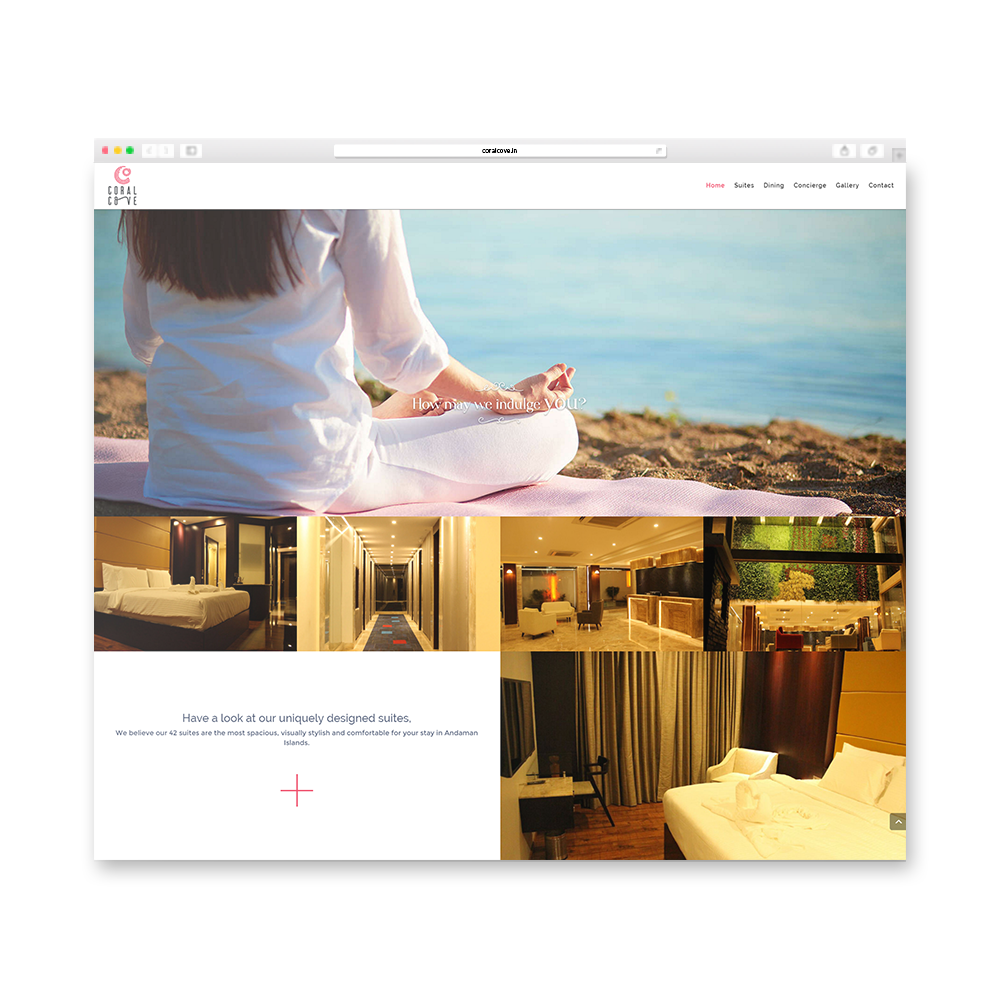 coralcove.in
CORAL
COVE
Home Suites Dining Concierge Gallery Contact
How may we indulge YOU?
Have a look at our uniquely designed suites,
We believe our 42 suites are the most spacious, visually stylish and comfortable for your stay in Andaman
Islands.